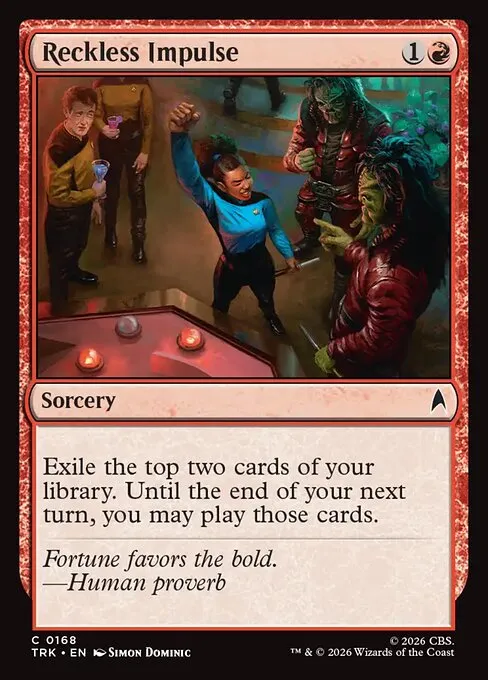 Reckless Impulse 1
Sorcery
Exile the top two cards of your
library. Until the end of your next
turn, you may play those cards.
Fortune favors the bold.
—Human proverb
C 0168
TRK • EN Simon Dominic
© 2026 CBS.
™ & © 2026 Wizards of the Coast